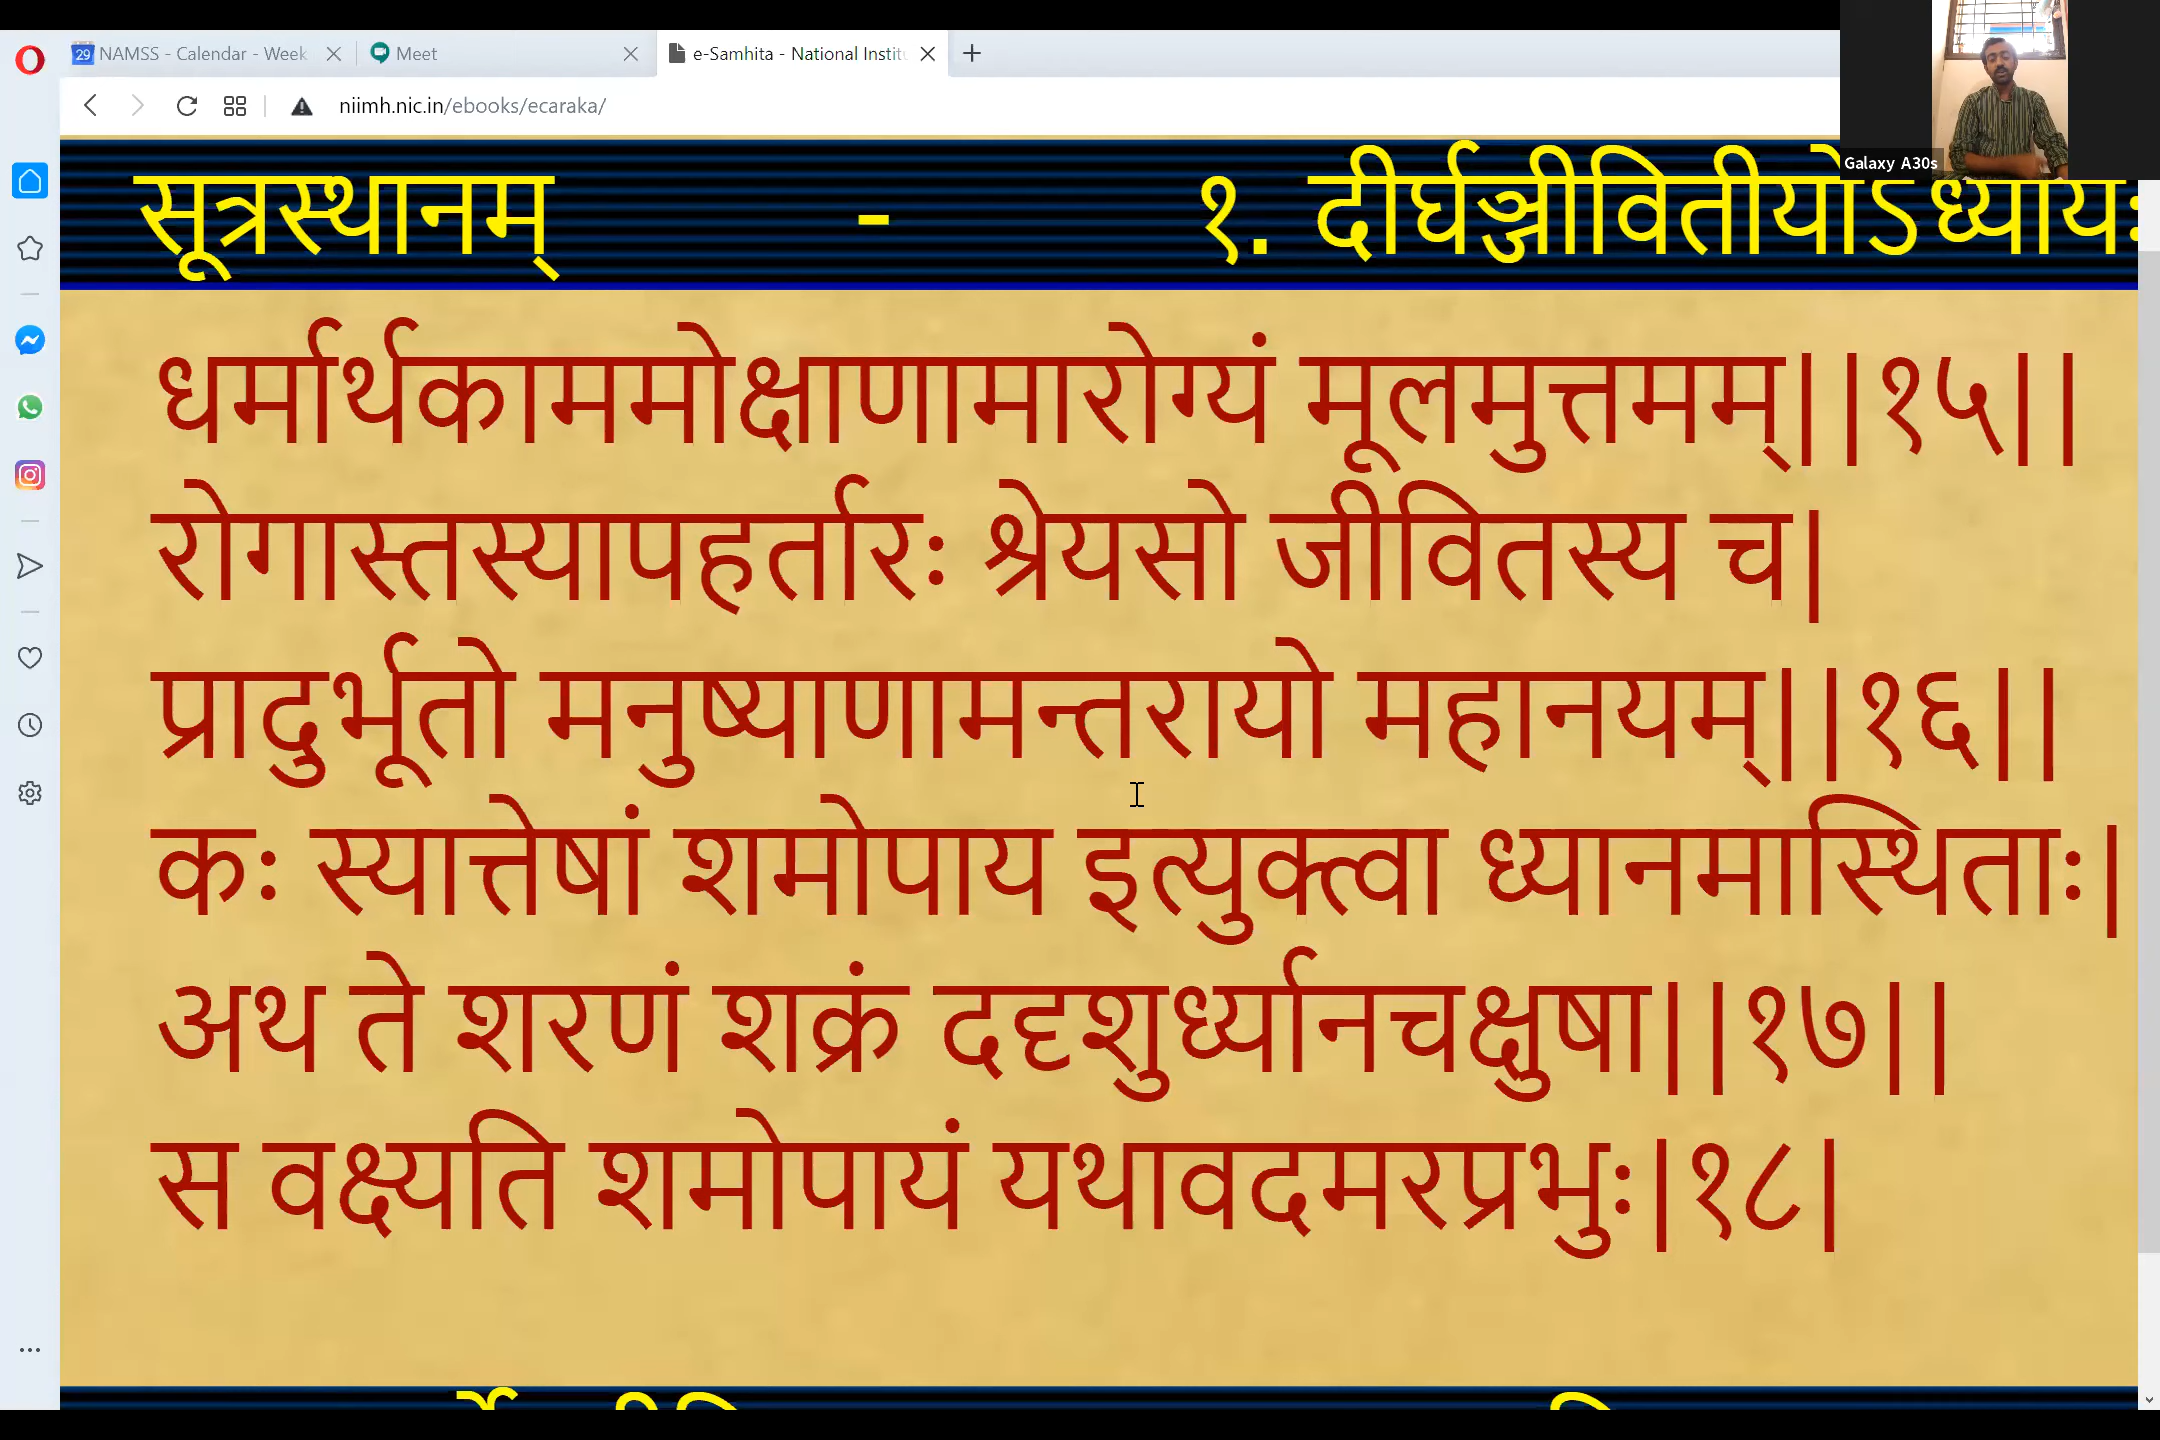 NAMSS - Calendar - Week
Meet
e-Samhita - National Instit
niimh.nic.in/ebooks/ecaraka/
Galaxy A30s
सूत्रस्थानम् - १. दीर्घञ्जीवितीयोऽध्यायः
धर्मार्थकाममोक्षाणामारोग्यं मूलमुत्तमम्||१५||
रोगास्तस्यापहर्तारः श्रेयसो जीवितस्य च|
प्रादुर्भूतो मनुष्याणामन्तरायो महानयम्||१६||
कः स्यात्तेषां शमोपाय इत्युक्त्वा ध्यानमास्थिताः|
अथ ते शरणं शक्रं ददृशुर्ध्यानचक्षुषा||१७||
स वक्ष्यति शमोपायं यथावदमरप्रभुः|१८|